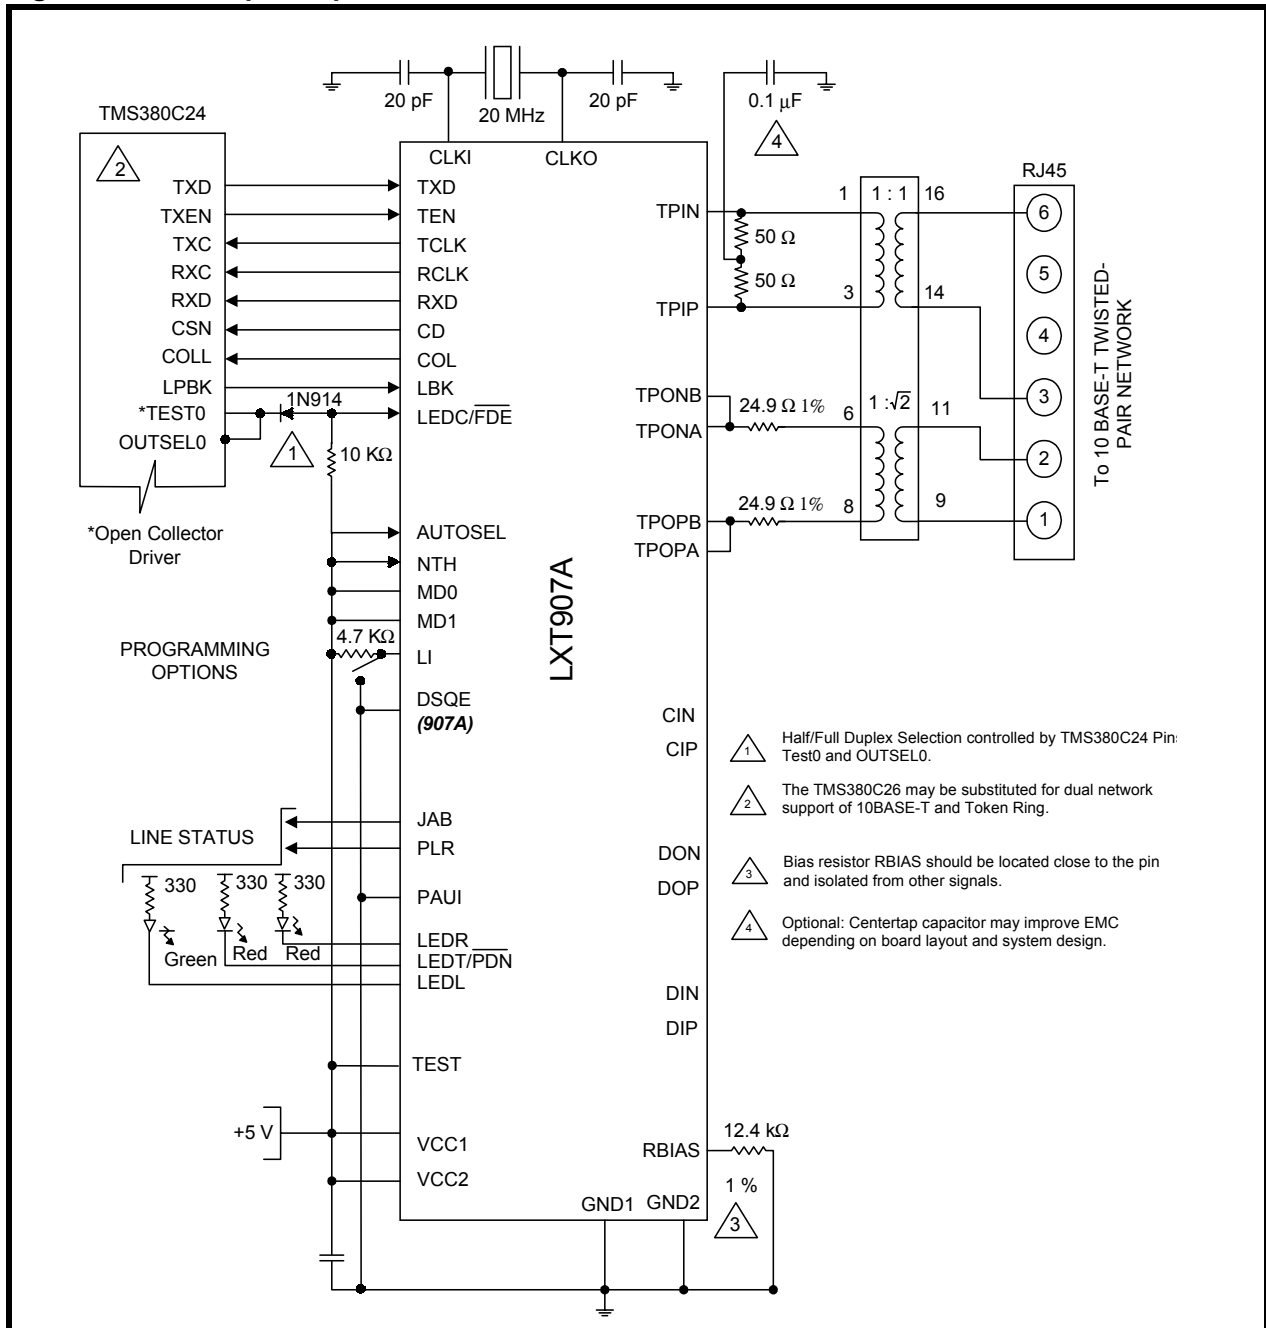 20 pF
20 MHz
20 pF
0.1 μF
4
TMS380C24
2
TXD
TXEN
TXC
RXC
RXD
CSN
COLL
LPBK
*TEST0
OUTSEL0
1N914
1
10 KΩ
*Open Collector
Driver
PROGRAMMING
OPTIONS
4.7 KΩ
LINE STATUS
330
330
330
Green
Red
Red
+5 V
CLKI
CLKO
TXD
TEN
TCLK
RCLK
RXD
CD
COL
LBK
LEDC/FDE
AUTOSEL
NTH
MD0
MD1
LI
DSQE
(907A)
JAB
PLR
PAUI
LEDR
LEDT/PDN
LEDL
TEST
VCC1
VCC2
LXT907A
TPIN
TPIP
TPONB
TPONA
TPOPB
TPOPA
CIN
CIP
DON
DOP
DIN
DIP
RBIAS
GND1
GND2
50 Ω
50 Ω
24.9 Ω 1%
24.9 Ω 1%
12.4 kΩ
1 %
3
1
1 : 1
16
3
14
6
1:√2
11
8
9
RJ45
6
5
4
3
2
1
To 10 BASE-T TWISTED-
PAIR NETWORK
1
Half/Full Duplex Selection controlled by TMS380C24 Pin
Test0 and OUTSEL0.
2
The TMS380C26 may be substituted for dual network
support of 10BASE-T and Token Ring.
3
Bias resistor RBIAS should be located close to the pin
and isolated from other signals.
4
Optional: Centertap capacitor may improve EMC
depending on board layout and system design.